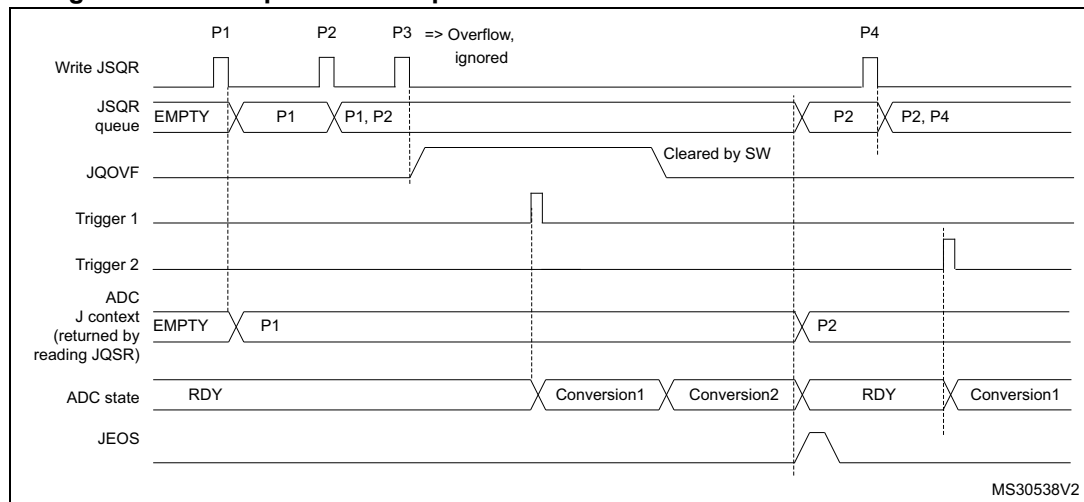 P1 P2 P3 => Overflow, ignored P4
Write JSQR
JSQR queue EMPTY P1 P1, P2 P2 P2, P4
JQOVF Cleared by SW
Trigger 1
Trigger 2
ADC
J context
(returned by
reading JQSR)
EMPTY P1 P2
ADC state RDY Conversion1 Conversion2 RDY Conversion1
JEOS
MS30538V2